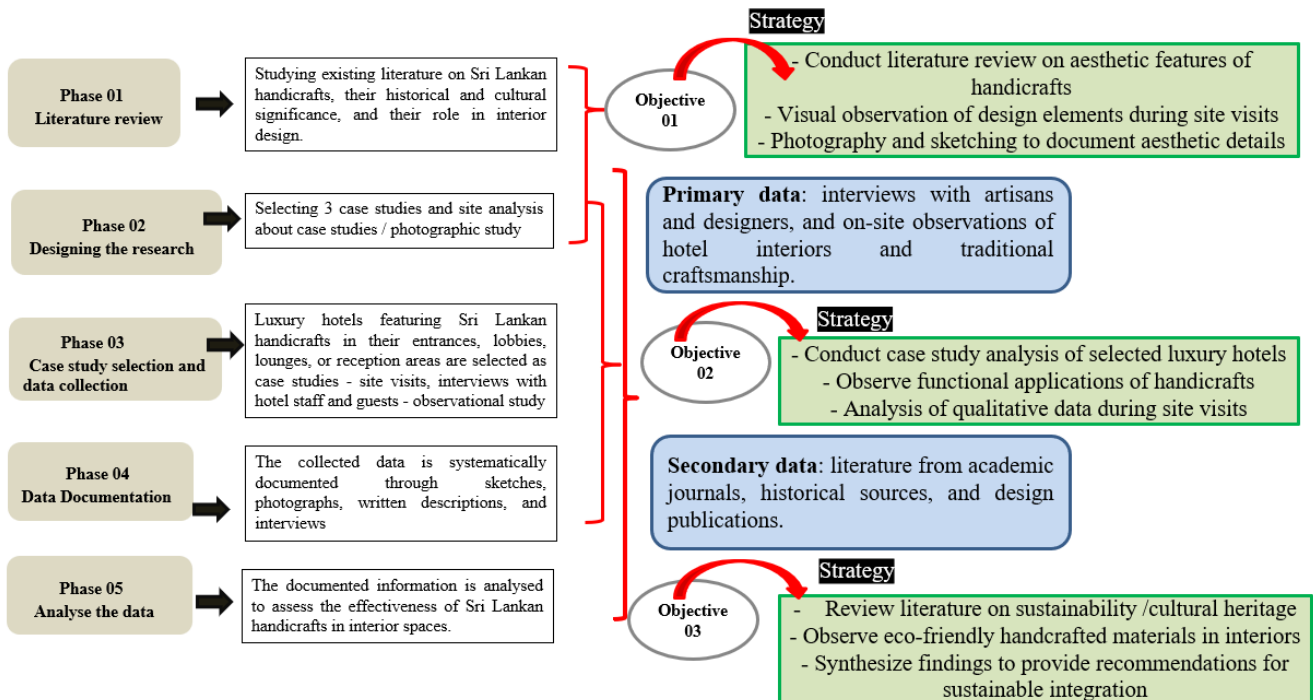 Strategy
Phase 01
Literature review
Studying existing literature on Sri Lankan
handicrafts, their historical and cultural
significance, and their role in interior
design.
Objective
01
- Conduct literature review on aesthetic features of
handicrafts
- Visual observation of design elements during site visits
- Photography and sketching to document aesthetic details
Phase 02
Designing the research
Selecting 3 case studies and site analysis
about case studies / photographic study
Primary data: interviews with artisans
and designers, and on-site observations of
hotel interiors and traditional
craftsmanship.
Phase 03
Case study selection and
data collection
Luxury hotels featuring Sri Lankan
handicrafts in their entrances, lobbies,
lounges, or reception areas are selected as
case studies - site visits, interviews with
hotel staff and guests - observational study
Objective
02
Strategy
- Conduct case study analysis of selected luxury hotels
- Observe functional applications of handicrafts
- Analysis of qualitative data during site visits
Phase 04
Data Documentation
The collected data is systematically
documented through sketches,
photographs, written descriptions, and
interviews
Secondary data: literature from academic
journals, historical sources, and design
publications.
Phase 05
Analyse the data
The documented information is analysed
to assess the effectiveness of Sri Lankan
handicrafts in interior spaces.
Objective
03
Strategy
- Review literature on sustainability /cultural heritage
- Observe eco-friendly handcrafted materials in interiors
- Synthesize findings to provide recommendations for
sustainable integration